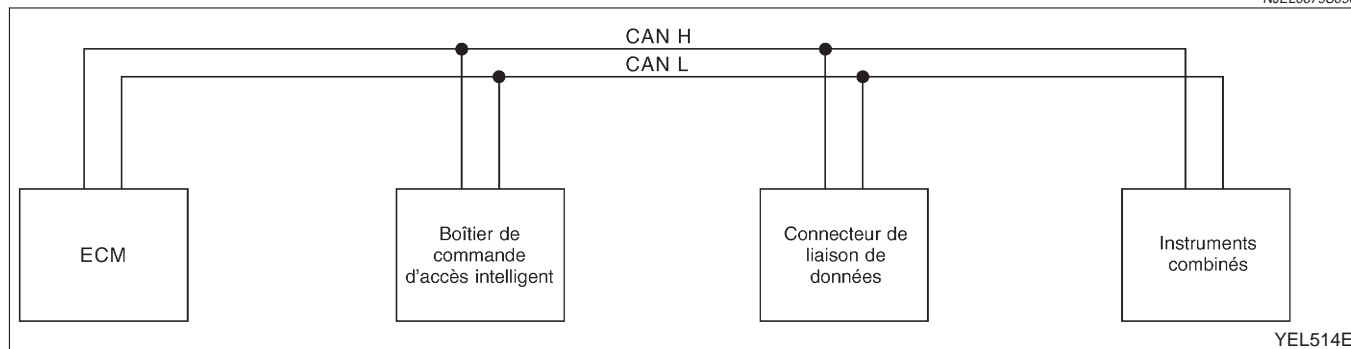 CAN H
CAN L
ECM
Boîtier de
commande
d'accès intelligent
Connecteur de
liaison de
données
Instruments
combinés
YEL514E